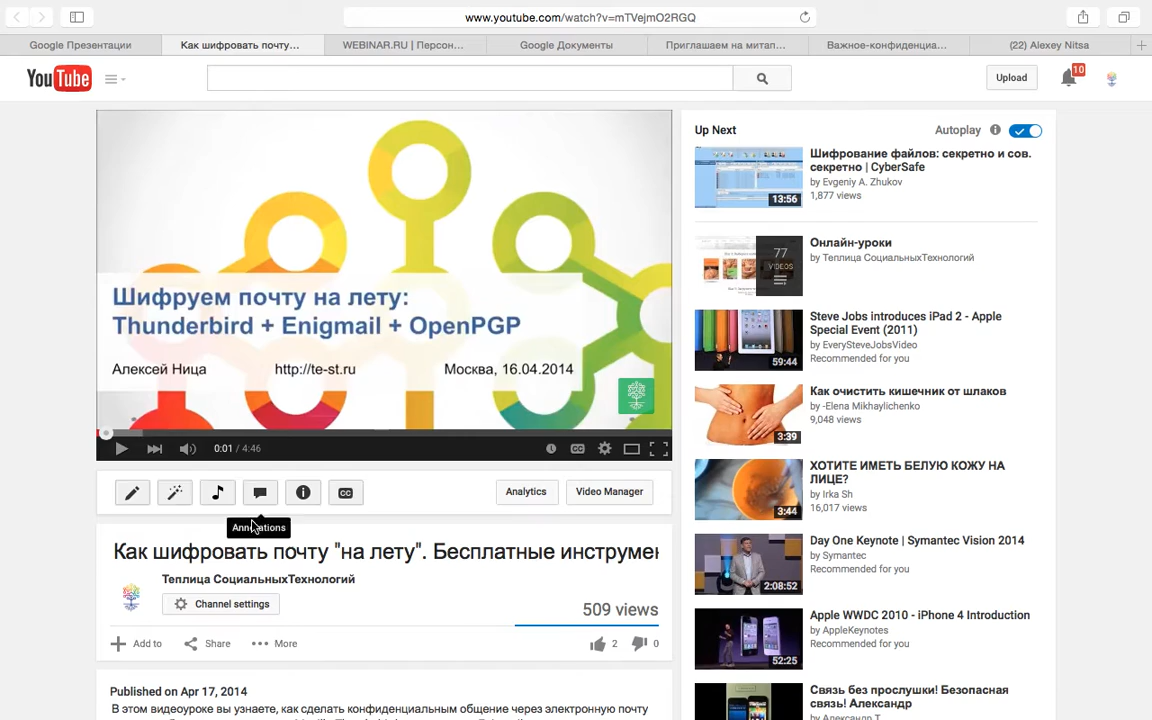 www.youtube.com/watch?v=mTVejmO2RGQ
Google Презентации
Как шифровать почту...
WEBINAR.RU | Персон...
Google Документы
Приглашаем на митап...
Важное-конфиденциа...
(22) Alexey Nitsa
YouTube
Upload
10
Шифруем почту на лету:
Thunderbird + Enigmail + OpenPGP
Алексей Ница http://te-st.ru Москва, 16.04.2014
0:01 / 4:46
CC
Analytics
Video Manager
Annotations
Как шифровать почту "на лету". Бесплатные инструмен
Теплица СоциальныхТехнологий
Channel settings
509 views
Add to
Share
More
2
0
Published on Apr 17, 2014
В этом видеоуроке вы узнаете, как сделать конфиденциальным общение через электронную почту
Up Next
Autoplay
Шифрование файлов: секретно и сов.
секретно | CyberSafe
by Evgeniy A. Zhukov
1,877 views
13:56
Онлайн-уроки
by Теплица СоциальныхТехнологий
77
VIDEOS
Steve Jobs introduces iPad 2 - Apple
Special Event (2011)
by EverySteveJobsVideo
Recommended for you
59:44
Как очистить кишечник от шлаков
by -Elena Mikhaylichenko
9,048 views
3:39
ХОТИТЕ ИМЕТЬ БЕЛУЮ КОЖУ НА
ЛИЦЕ?
by Irka Sh
16,017 views
3:44
Day One Keynote | Symantec Vision 2014
by Symantec
Recommended for you
2:08:52
Apple WWDC 2010 - iPhone 4 Introduction
by AppleKeynotes
Recommended for you
52:25
Связь без прослушки! Безопасная
связь! Александр
by Александр Т